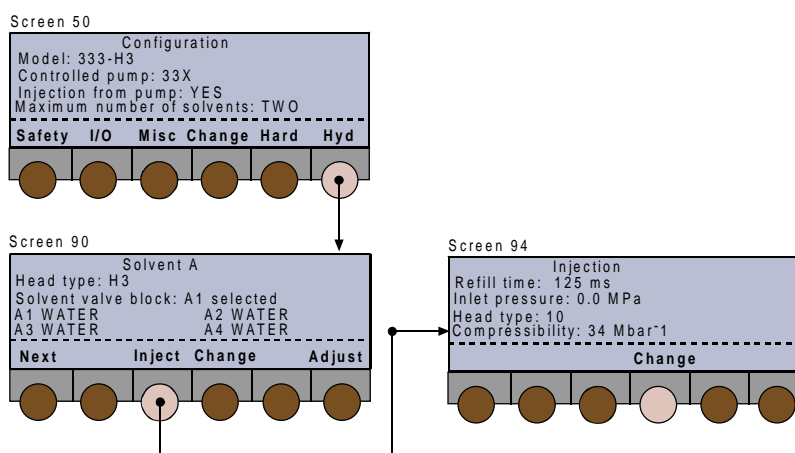 Screen 50
Configuration
Model: 333-H3
Controlled pump: 33X
Injection from pump: YES
Maximum number of solvents: TWO
Safety I/O Misc Change Hard Hyd
Screen 90
Solvent A
Head type: H3
Solvent valve block: A1 selected
A1 WATER A2 WATER
A3 WATER A4 WATER
Next Inject Change Adjust
Screen 94
Injection
Refill time: 125 ms
Inlet pressure: 0.0 MPa
Head type: 10
Compressibility: 34 Mbar⁻1
Change